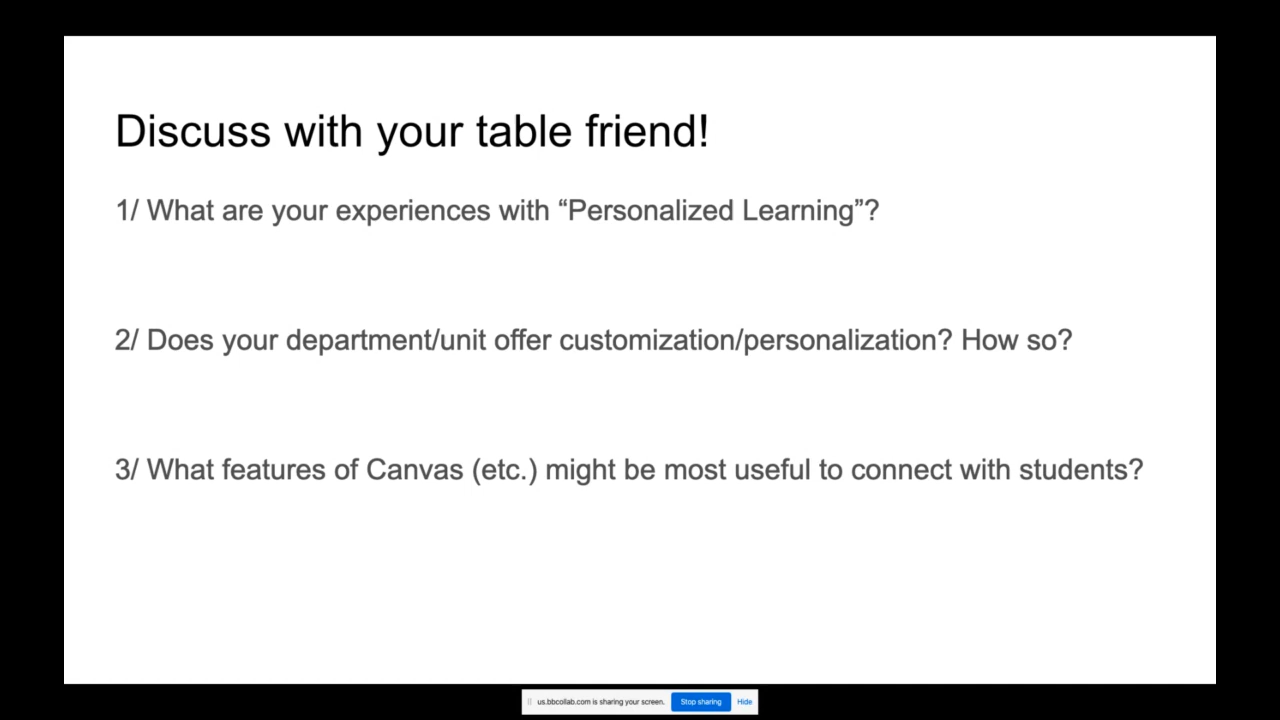 Discuss with your table friend!
1/ What are your experiences with “Personalized Learning”?
2/ Does your department/unit offer customization/personalization? How so?
3/ What features of Canvas (etc.) might be most useful to connect with students?
us.bbcollab.com is sharing your screen. Stop sharing Hide